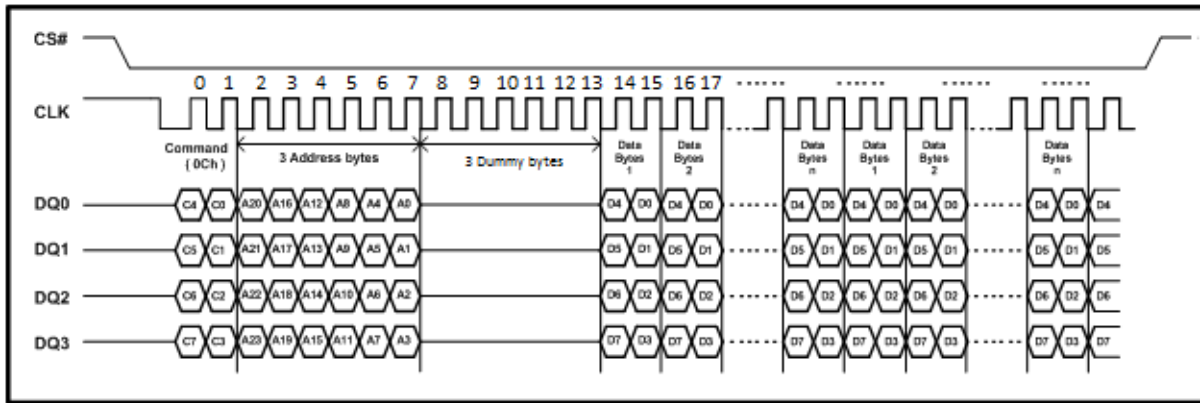 CS#
0 1 2 3 4 5 6 7 8 9 10 11 12 13 14 15 16 17
CLK
Command
( 0Ch )
3 Address bytes
3 Dummy bytes
Data Bytes 1
Data Bytes 2
Data Bytes n
Data Bytes 1
Data Bytes 2
Data Bytes n
DQ0 C4 C0 A20 A16 A12 A8 A4 A0 D4 D0 D4 D0 D4 D0 D4 D0 D4 D0 D4 D0 D4
DQ1 C5 C1 A21 A17 A13 A9 A5 A1 D5 D1 D5 D1 D5 D1 D5 D1 D5 D1 D5 D1 D5
DQ2 C6 C2 A22 A18 A14 A10 A6 A2 D6 D2 D6 D2 D6 D2 D6 D2 D6 D2 D6 D2 D6
DQ3 C7 C3 A23 A19 A15 A11 A7 A3 D7 D3 D7 D3 D7 D3 D7 D3 D7 D3 D7 D3 D7